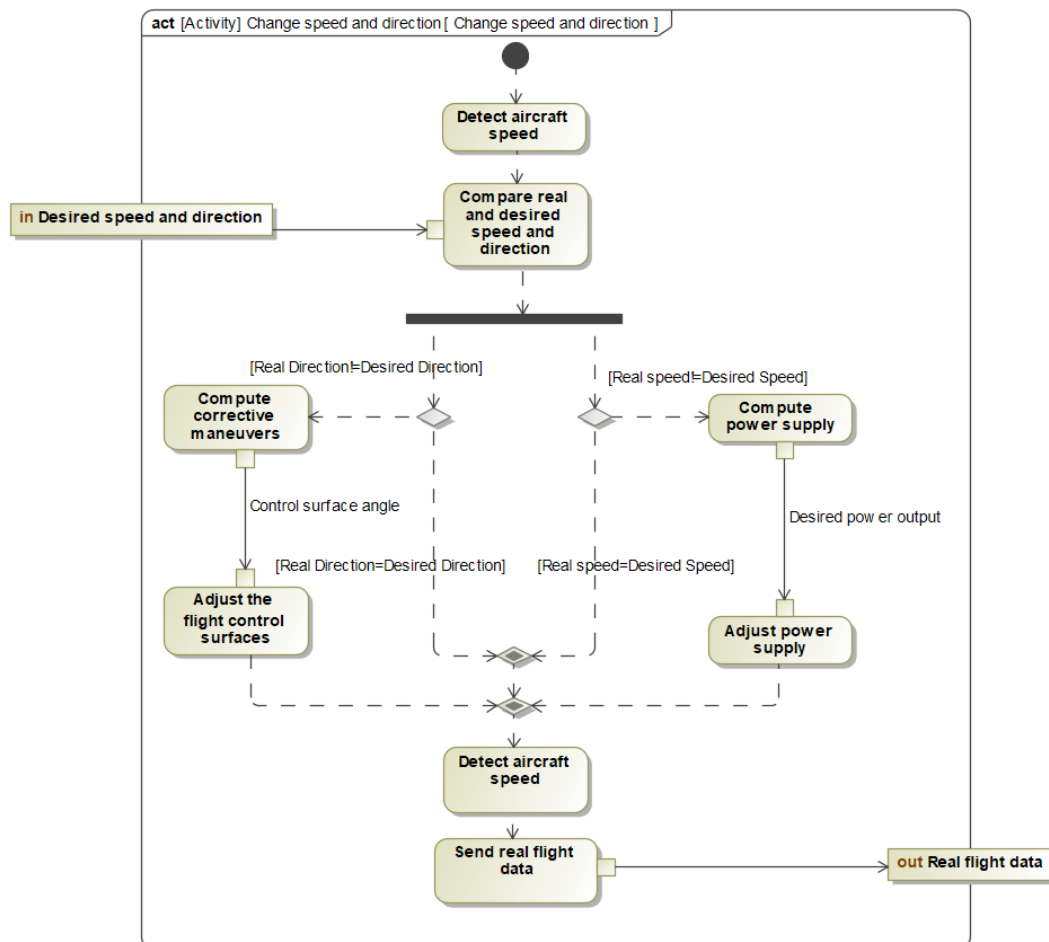 act [Activity] Change speed and direction [ Change speed and direction ]
Detect aircraft
speed
in Desired speed and direction
Compare real
and desired
speed and
direction
[Real Direction!=Desired Direction]
[Real speed!=Desired Speed]
Compute
corrective
maneuvers
Compute
power supply
Control surface angle
Desired power output
[Real Direction=Desired Direction]
[Real speed=Desired Speed]
Adjust the
flight control
surfaces
Adjust power
supply
Detect aircraft
speed
Send real flight
data
out Real flight data